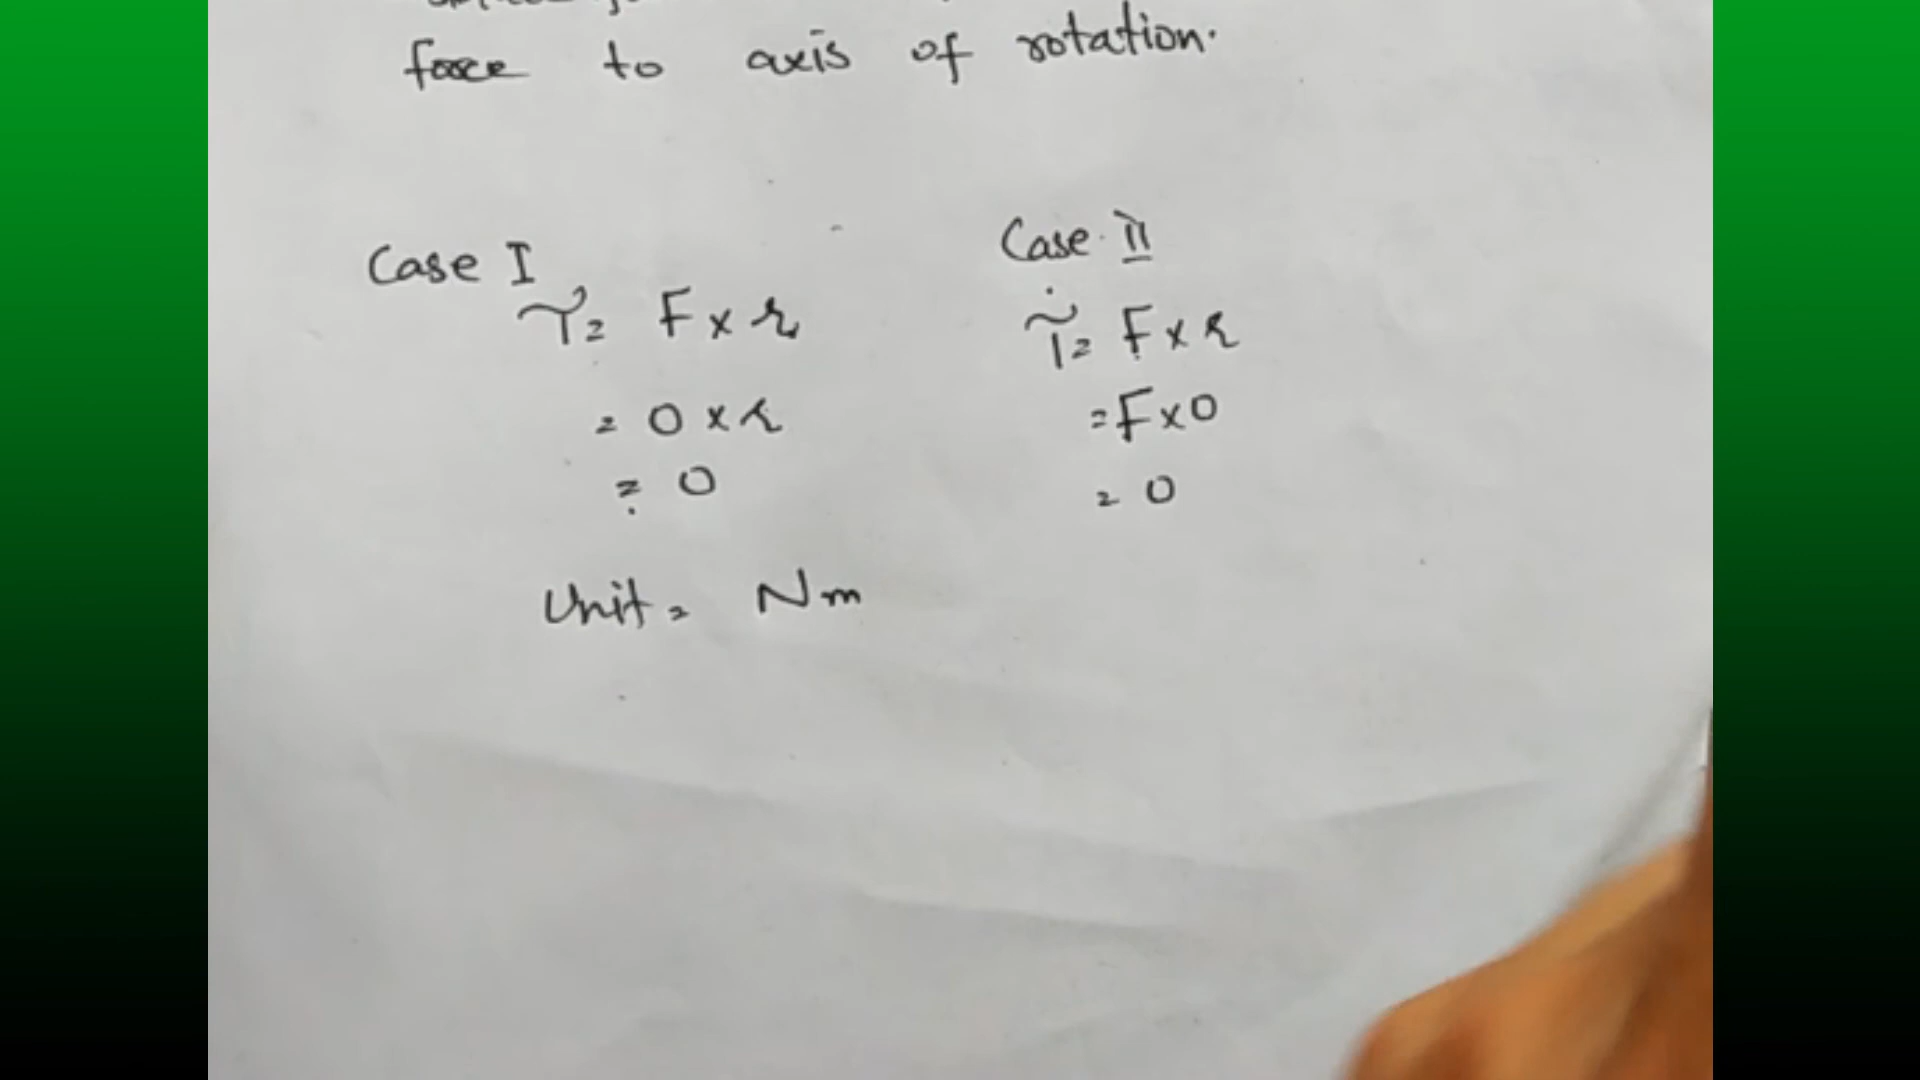 force to axis of rotation.
Case I
τ = F × r
= 0 × r
= 0
Case II
τ = F × r
= F × 0
= 0
Unit = Nm